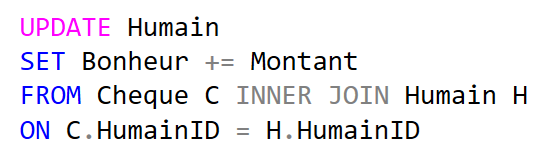 UPDATE Humain
SET Bonheur += Montant
FROM Cheque C INNER JOIN Humain H
ON C.HumainID = H.HumainID